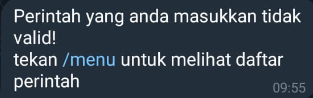 Perintah yang anda masukkan tidak
valid!
tekan /menu untuk melihat daftar
perintah
09:55